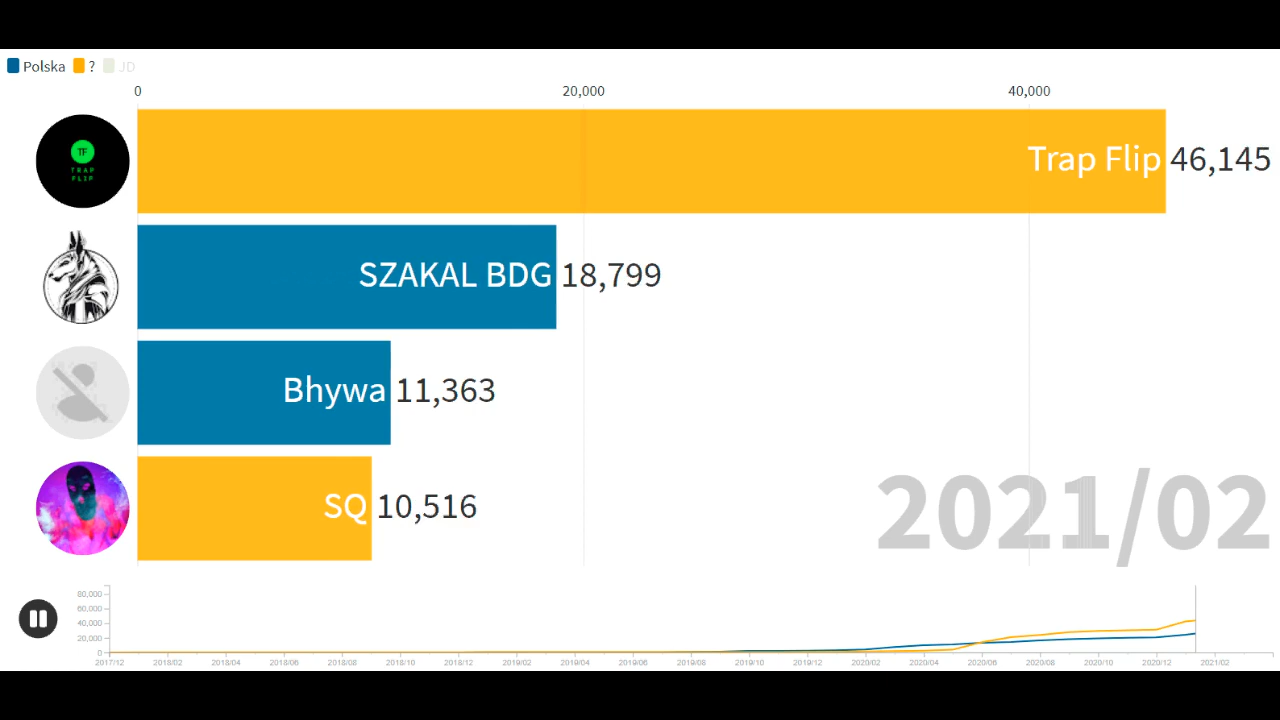 Polska ? JD
0 20,000 40,000
TF
TRAP
FLIP
Trap Flip 46,145
SZAKAL BDG 18,799
Bhywa 11,363
SQ 10,516
2021/02
80,000
60,000
40,000
20,000
0
2017/12 2018/02 2018/04 2018/06 2018/08 2018/10 2018/12 2019/02 2019/04 2019/06 2019/08 2019/10 2019/12 2020/02 2020/04 2020/06 2020/08 2020/10 2020/12 2021/02